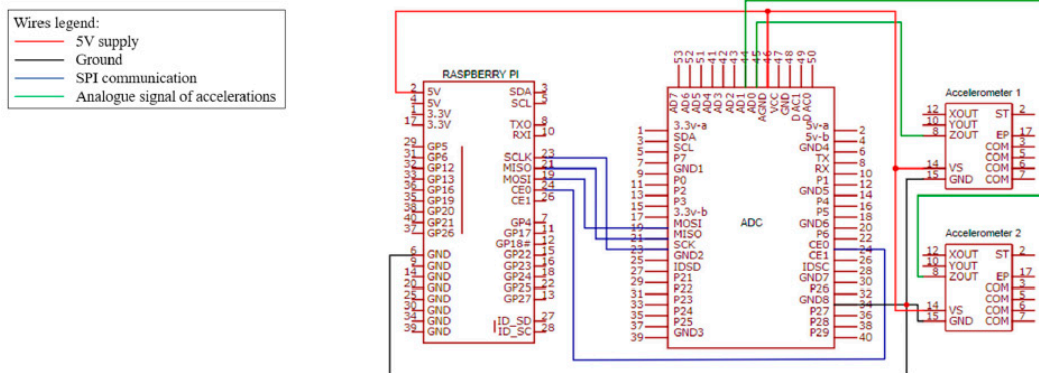 Wires legend:
5V supply
Ground
SPI communication
Analogue signal of accelerations
RASPBERRY PI
2 5V SDA 3
4 5V SCL 5
1 3.3V
17 3.3V TXO 8
RXI 10
29 GP5
31 GP6 SCLK 23
32 GP12 MISO 21
33 GP13 MOSI 19
36 GP16 CE0 24
35 GP19 CE1 26
38 GP20
40 GP21 GP4 7
37 GP26 GP17 11
GP18# 12
6 GND GP22 15
9 GND GP23 16
14 GND GP24 18
20 GND GP25 22
25 GND GP27 13
30 GND
34 GND ID_SD 27
39 GND ID_SC 28
53 52 51 41 42 43 44 45 46 47 48 49 50
AD7 AD6 AD5 AD4 AD3 AD2 AD1 AD0 AGND VCC GND DAC1 DAC0
1 3.3v-a 5v-a 2
3 SDA 5v-b 4
5 SCL GND4 6
7 P7 TX 8
9 GND1 RX 10
11 P0 P1 12
13 P2 GND5 14
15 P3 P4 16
17 3.3v-b P5 18
19 MOSI GND6 20
21 MISO P6 22
23 SCK CE0 24
25 GND2 CE1 26
27 IDSD IDSC 28
29 P21 GND7 30
31 P22 P26 32
33 P23 GND8 34
35 P24 P27 36
37 P25 P28 38
39 GND3 P29 40
ADC
Accelerometer 1
12 XOUT ST 2
10 YOUT
8 ZOUT EP 17
COM 3
COM 5
14 VS COM 6
15 GND COM 7
Accelerometer 2
12 XOUT ST 2
10 YOUT
8 ZOUT EP 17
COM 3
COM 5
14 VS COM 6
15 GND COM 7